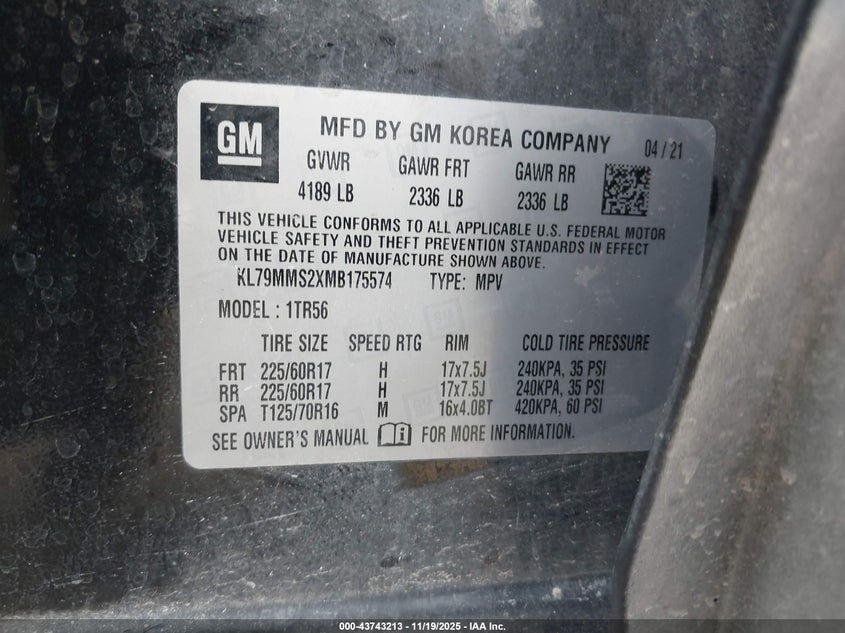 GM
MFD BY GM KOREA COMPANY 04 / 21
GVWR GAWR FRT GAWR RR
4189 LB 2336 LB 2336 LB
THIS VEHICLE CONFORMS TO ALL APPLICABLE U.S. FEDERAL MOTOR
VEHICLE SAFETY AND THEFT PREVENTION STANDARDS IN EFFECT
ON THE DATE OF MANUFACTURE SHOWN ABOVE.
KL79MMS2XMB175574 TYPE: MPV
MODEL : 1TR56
TIRE SIZE SPEED RTG RIM COLD TIRE PRESSURE
FRT 225/60R17 H 17x7.5J 240KPA, 35 PSI
RR 225/60R17 H 17x7.5J 240KPA, 35 PSI
SPA T125/70R16 M 16x4.0BT 420KPA, 60 PSI
SEE OWNER'S MANUAL FOR MORE INFORMATION.
000-43743213 - 11/19/2025 - IAA Inc.